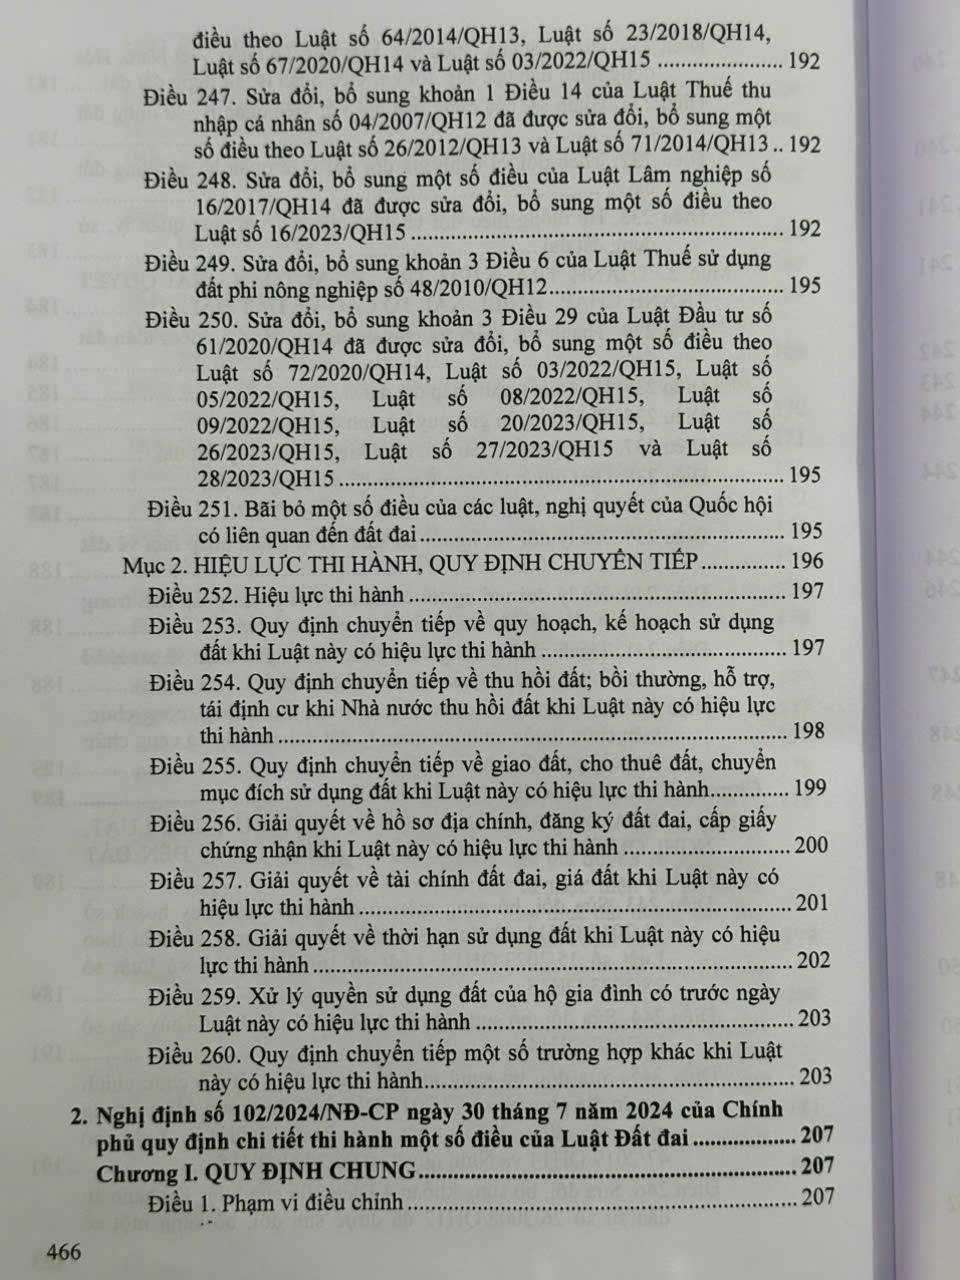 điều theo Luật số 64/2014/QH13, Luật số 23/2018/QH14,
Luật số 67/2020/QH14 và Luật số 03/2022/QH15 ...................... 192
Điều 247. Sửa đổi, bổ sung khoản 1 Điều 14 của Luật Thuế thu
nhập cá nhân số 04/2007/QH12 đã được sửa đổi, bổ sung một
số điều theo Luật số 26/2012/QH13 và Luật số 71/2014/QH13.. 192
Điều 248. Sửa đổi, bổ sung một số điều của Luật Lâm nghiệp số
16/2017/QH14 đã được sửa đổi, bổ sung một số điều theo
Luật số 16/2023/QH15 ................................................................ 192
Điều 249. Sửa đổi, bổ sung khoản 3 Điều 6 của Luật Thuế sử dụng
đất phi nông nghiệp số 48/2010/QH12......................................... 195
Điều 250. Sửa đổi, bổ sung khoản 3 Điều 29 của Luật Đầu tư số
61/2020/QH14 đã được sửa đổi, bổ sung một số điều theo
Luật số 72/2020/QH14, Luật số 03/2022/QH15, Luật số
05/2022/QH15, Luật số 08/2022/QH15, Luật số
09/2022/QH15, Luật số 20/2023/QH15, Luật số
26/2023/QH15, Luật số 27/2023/QH15 và Luật số
28/2023/QH15 ............................................................................ 195
Điều 251. Bãi bỏ một số điều của các luật, nghị quyết của Quốc hội
có liên quan đến đất đai ............................................................... 195
Mục 2. HIỆU LỰC THI HÀNH, QUY ĐỊNH CHUYỂN TIẾP .............. 196
Điều 252. Hiệu lực thi hành ................................................................ 197
Điều 253. Quy định chuyển tiếp về quy hoạch, kế hoạch sử dụng
đất khi Luật này có hiệu lực thi hành .......................................... 197
Điều 254. Quy định chuyển tiếp về thu hồi đất; bồi thường, hỗ trợ,
tái định cư khi Nhà nước thu hồi đất khi Luật này có hiệu lực
thi hành ....................................................................................... 198
Điều 255. Quy định chuyển tiếp về giao đất, cho thuê đất, chuyển
mục đích sử dụng đất khi Luật này có hiệu lực thi hành.............. 199
Điều 256. Giải quyết về hồ sơ địa chính, đăng ký đất đai, cấp giấy
chứng nhận khi Luật này có hiệu lực thi hành ............................ 200
Điều 257. Giải quyết về tài chính đất đai, giá đất khi Luật này có
hiệu lực thi hành ......................................................................... 201
Điều 258. Giải quyết về thời hạn sử dụng đất khi Luật này có hiệu
lực thi hành ................................................................................. 202
Điều 259. Xử lý quyền sử dụng đất của hộ gia đình có trước ngày
Luật này có hiệu lực thi hành ...................................................... 203
Điều 260. Quy định chuyển tiếp một số trường hợp khác khi Luật
này có hiệu lực thi hành............................................................... 203
2. Nghị định số 102/2024/NĐ-CP ngày 30 tháng 7 năm 2024 của Chính
phủ quy định chi tiết thi hành một số điều của Luật Đất đai ................. 207
Chương I. QUY ĐỊNH CHUNG............................................................... 207
Điều 1. Phạm vi điều chỉnh ................................................................ 207
466
240
240
241
241
242
243
244
244
244
246
247
248